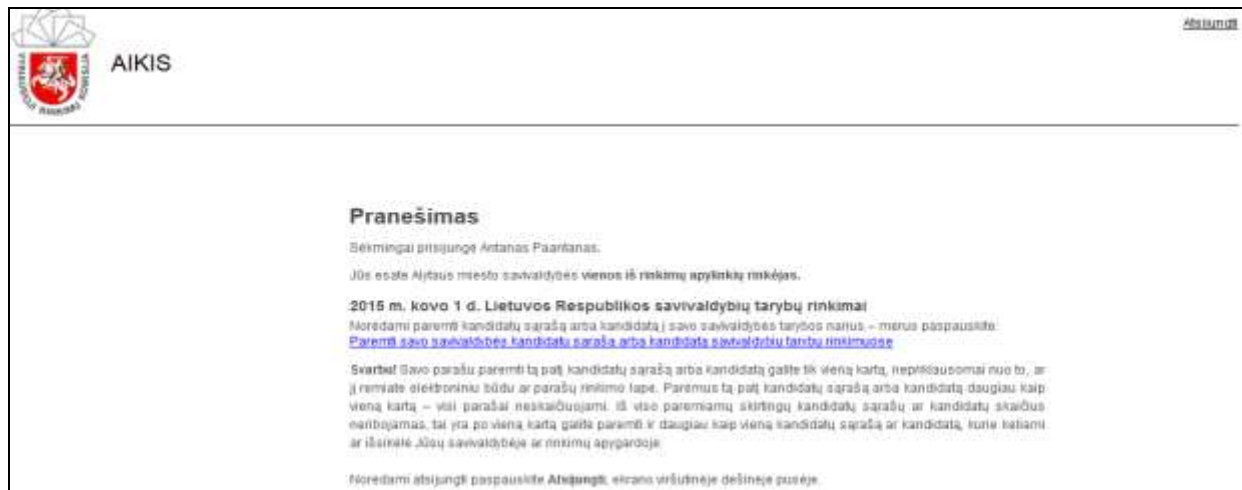 Atsijungti
AIKIS
VYRIAUSIOJI RINKIMŲ KOMISIJA
Pranešimas
Sėkmingai prisijungė Antanas Paantanas.
Jūs esate Alytaus miesto savivaldybės vienos iš rinkimų apylinkių rinkėjas.
2015 m. kovo 1 d. Lietuvos Respublikos savivaldybių tarybų rinkimai
Norėdami paremti kandidatų sąrašą arba kandidatą į savo savivaldybės tarybos narius – merus paspauskite:
Paremti savo savivaldybės kandidatų sąrašą arba kandidatą savivaldybių tarybų rinkimuose
Svarbu! Savo parašu paremti tą patį kandidatų sąrašą arba kandidatą galite tik vieną kartą, nepriklausomai nuo to, ar
jį remiate elektroniniu būdu ar parašų rinkimo lape. Parėmus tą patį kandidatų sąrašą arba kandidatą daugiau kaip
vieną kartą – visi parašai neskaičiuojami. Iš viso paremiamų skirtingų kandidatų sąrašų ar kandidatų skaičius
neribojamas, tai yra po vieną kartą galite paremti ir daugiau kaip vieną kandidatų sąrašą ar kandidatą, kurie keliami
ar išsikėlė Jūsų savivaldybėje ar rinkimų apygardoje.
Norėdami atsijungti paspauskite Atsijungti, ekrano viršutinėje dešinėje pusėje.